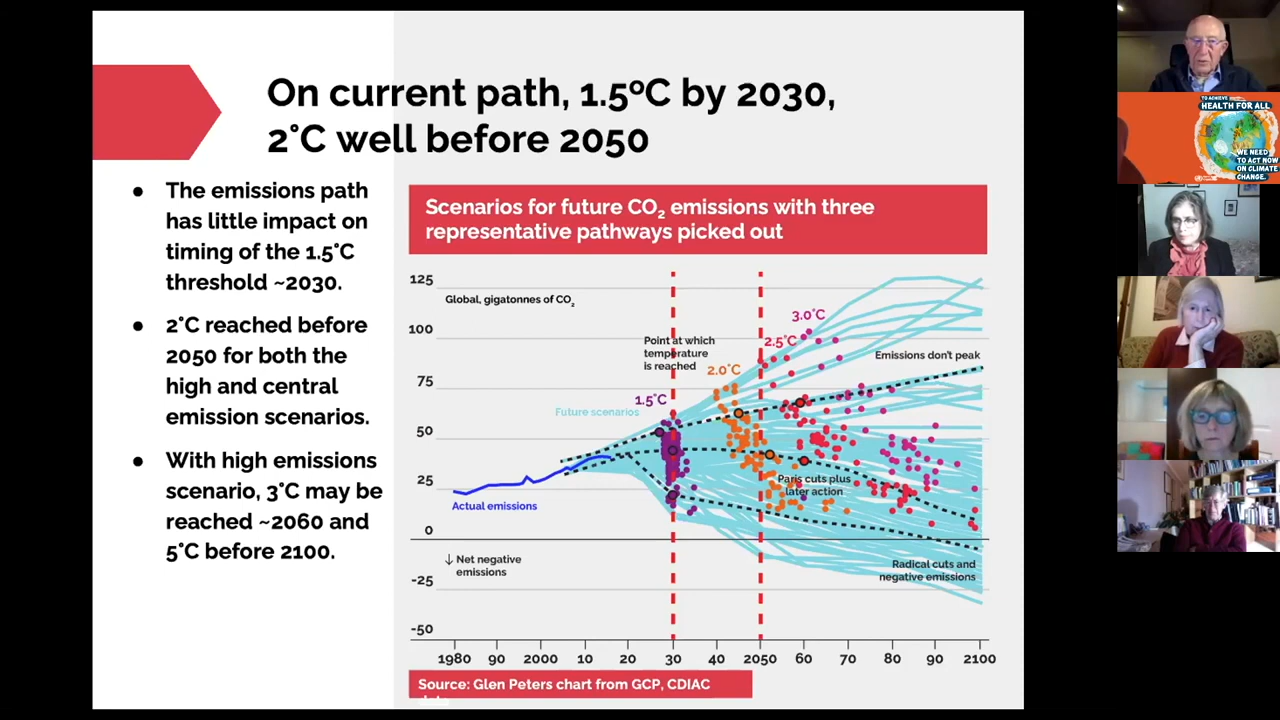 On current path, 1.5°C by 2030,
2°C well before 2050
● The emissions path
has little impact on
timing of the 1.5°C
threshold ~2030.
● 2°C reached before
2050 for both the
high and central
emission scenarios.
● With high emissions
scenario, 3°C may be
reached ~2060 and
5°C before 2100.
Scenarios for future CO₂ emissions with three
representative pathways picked out
125
100
75
50
25
0
-25
-50
Global, gigatonnes of CO₂
Point at which
temperature
is reached
1.5°C
2.0°C
2.5°C
3.0°C
Emissions don't peak
Future scenarios
Actual emissions
Paris cuts plus
later action
↓ Net negative
emissions
Radical cuts and
negative emissions
1980 90 2000 10 20 30 40 2050 60 70 80 90 2100
Source: Glen Peters chart from GCP, CDIAC
TO ACHIEVE
HEALTH FOR ALL
WE NEED
TO ACT NOW
ON CLIMATE
CHANGE.